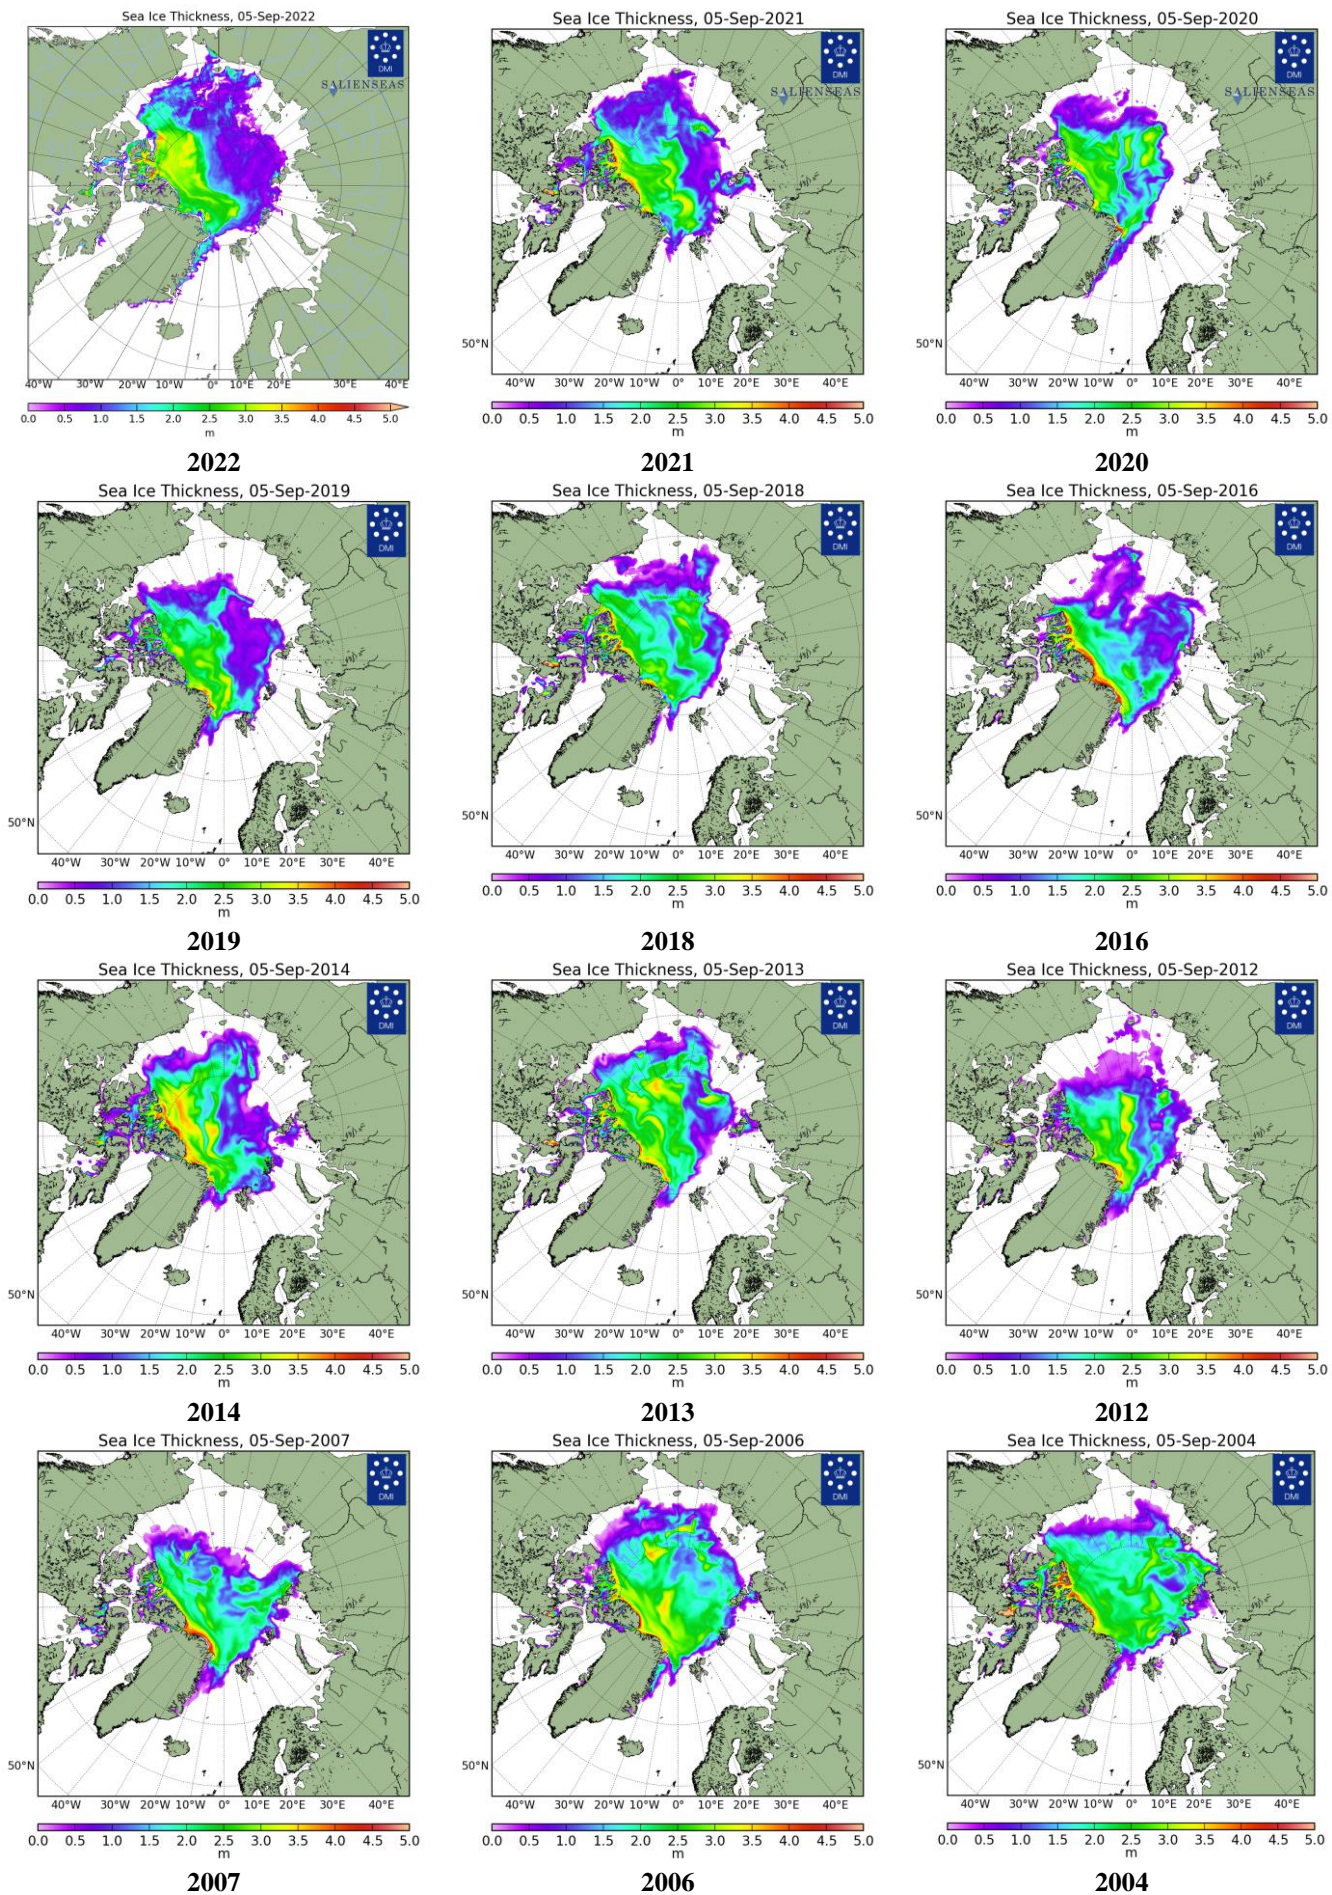 Sea Ice Thickness, 05-Sep-2022
DMI
SALIENSEAS
40°W 30°W 20°W 10°W 0° 10°E 20°E 30°E 40°E
0.0 0.5 1.0 1.5 2.0 2.5 3.0 3.5 4.0 4.5 5.0
m
2022
Sea Ice Thickness, 05-Sep-2021
DMI
SALIENSEAS
50°N
40°W 30°W 20°W 10°W 0° 10°E 20°E 30°E 40°E
0.0 0.5 1.0 1.5 2.0 2.5 3.0 3.5 4.0 4.5 5.0
m
2021
Sea Ice Thickness, 05-Sep-2020
DMI
SALIENSEAS
50°N
40°W 30°W 20°W 10°W 0° 10°E 20°E 30°E 40°E
0.0 0.5 1.0 1.5 2.0 2.5 3.0 3.5 4.0 4.5 5.0
m
2020
Sea Ice Thickness, 05-Sep-2019
DMI
50°N
40°W 30°W 20°W 10°W 0° 10°E 20°E 30°E 40°E
0.0 0.5 1.0 1.5 2.0 2.5 3.0 3.5 4.0 4.5 5.0
m
2019
Sea Ice Thickness, 05-Sep-2018
DMI
50°N
40°W 30°W 20°W 10°W 0° 10°E 20°E 30°E 40°E
0.0 0.5 1.0 1.5 2.0 2.5 3.0 3.5 4.0 4.5 5.0
m
2018
Sea Ice Thickness, 05-Sep-2016
DMI
50°N
40°W 30°W 20°W 10°W 0° 10°E 20°E 30°E 40°E
0.0 0.5 1.0 1.5 2.0 2.5 3.0 3.5 4.0 4.5 5.0
m
2016
Sea Ice Thickness, 05-Sep-2014
DMI
50°N
40°W 30°W 20°W 10°W 0° 10°E 20°E 30°E 40°E
0.0 0.5 1.0 1.5 2.0 2.5 3.0 3.5 4.0 4.5 5.0
m
2014
Sea Ice Thickness, 05-Sep-2013
DMI
50°N
40°W 30°W 20°W 10°W 0° 10°E 20°E 30°E 40°E
0.0 0.5 1.0 1.5 2.0 2.5 3.0 3.5 4.0 4.5 5.0
m
2013
Sea Ice Thickness, 05-Sep-2012
DMI
50°N
40°W 30°W 20°W 10°W 0° 10°E 20°E 30°E 40°E
0.0 0.5 1.0 1.5 2.0 2.5 3.0 3.5 4.0 4.5 5.0
m
2012
Sea Ice Thickness, 05-Sep-2007
DMI
50°N
40°W 30°W 20°W 10°W 0° 10°E 20°E 30°E 40°E
0.0 0.5 1.0 1.5 2.0 2.5 3.0 3.5 4.0 4.5 5.0
m
2007
Sea Ice Thickness, 05-Sep-2006
DMI
50°N
40°W 30°W 20°W 10°W 0° 10°E 20°E 30°E 40°E
0.0 0.5 1.0 1.5 2.0 2.5 3.0 3.5 4.0 4.5 5.0
m
2006
Sea Ice Thickness, 05-Sep-2004
DMI
50°N
40°W 30°W 20°W 10°W 0° 10°E 20°E 30°E 40°E
0.0 0.5 1.0 1.5 2.0 2.5 3.0 3.5 4.0 4.5 5.0
m
2004